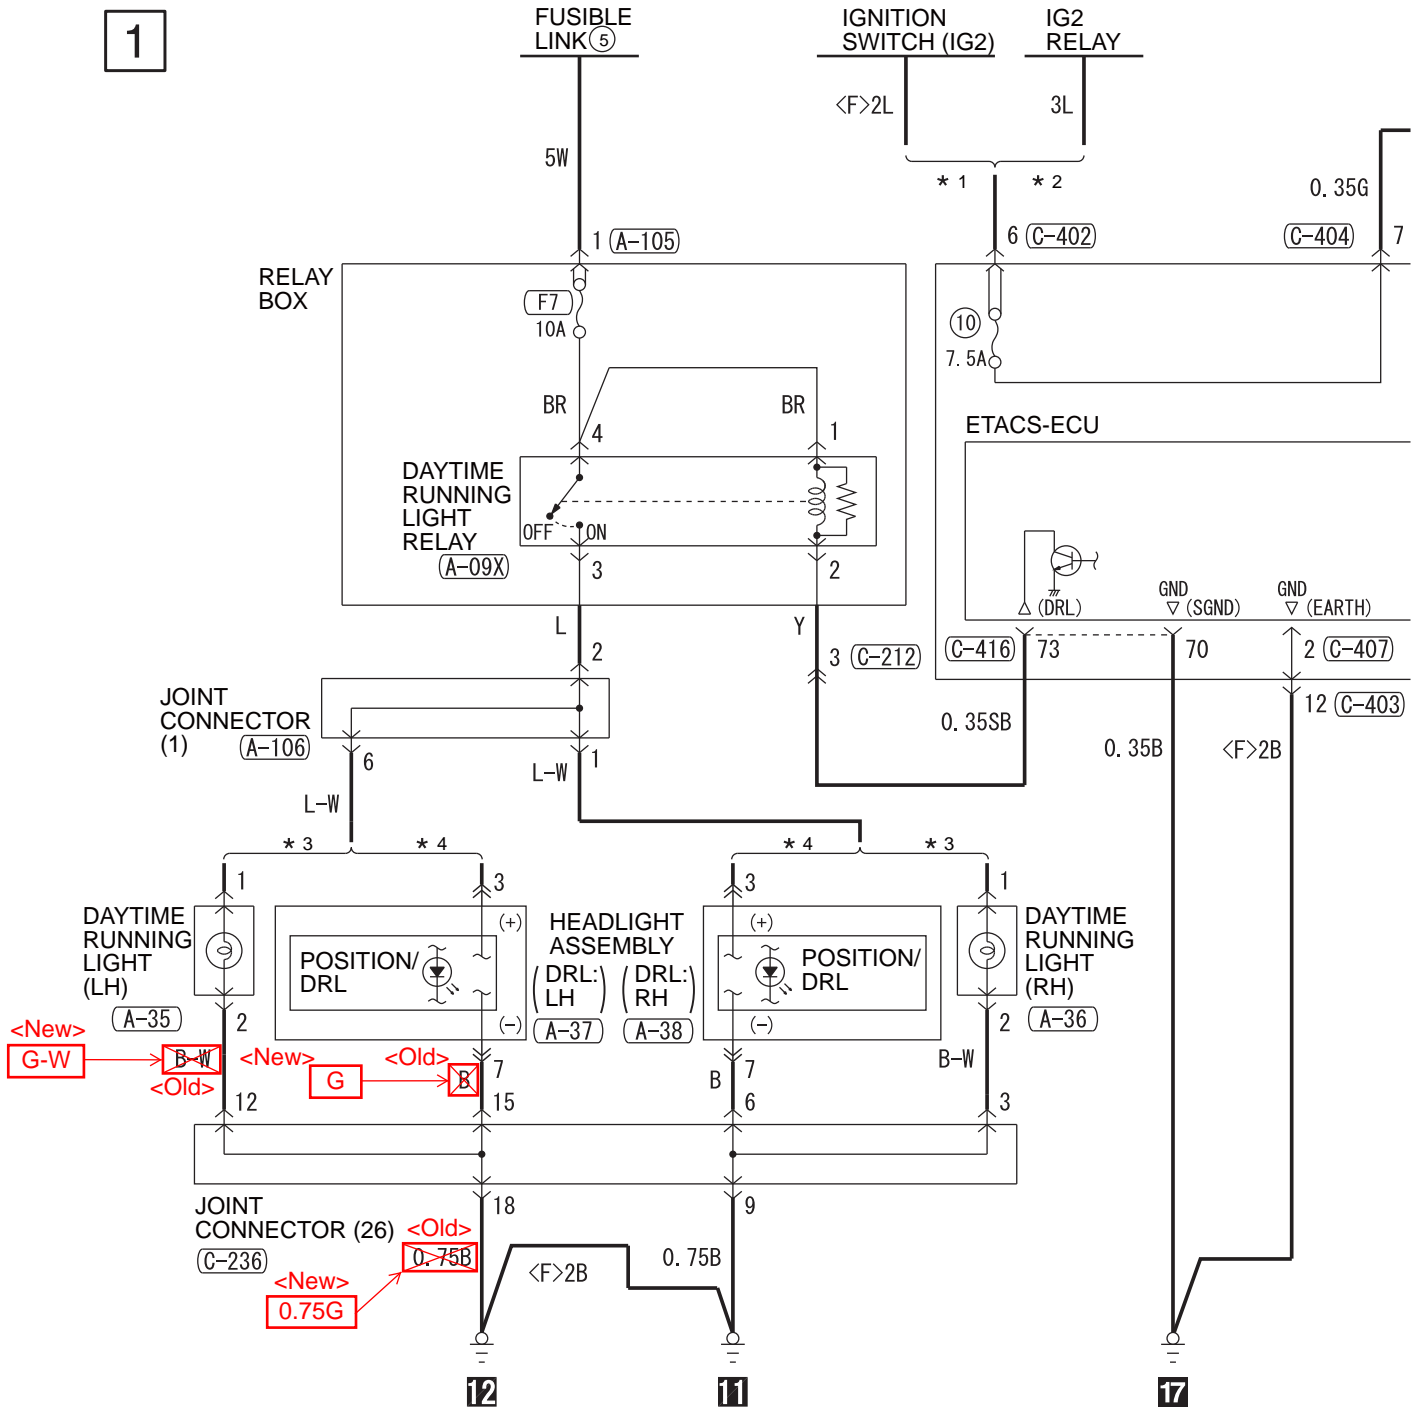 1
FUSIBLE
LINK 5
IGNITION
SWITCH (IG2)
IG2
RELAY
<F>2L
3L
5W
* 1
* 2
0.35G
1 A-105
6 C-402
C-404 7
RELAY
BOX
F7
10A
10
7.5A
BR
BR
4
1
ETACS-ECU
DAYTIME
RUNNING
LIGHT
RELAY
A-09X
OFF
ON
3
2
GND
GND
(DRL)
(SGND)
(EARTH)
L
Y
2
3 C-212
C-416 73
70
2 C-407
JOINT
CONNECTOR
(1)
A-106
12 C-403
0.35SB
0.35B
<F>2B
6
1
L-W
L-W
* 3
* 4
* 4
* 3
1
3
3
1
DAYTIME
RUNNING
LIGHT
(LH)
A-35
(+)
POSITION/
DRL
(-)
HEADLIGHT
ASSEMBLY
(DRL:
LH)
(DRL:
RH)
A-37
A-38
(+)
POSITION/
DRL
(-)
DAYTIME
RUNNING
LIGHT
(RH)
A-36
2
2
<New>
G-W
B-W
<Old>
<New>
G
<Old>
B
7
B
7
B-W
12
15
6
3
JOINT
CONNECTOR (26)
C-236
18
9
<Old>
0.75B
<New>
0.75G
<F>2B
0.75B
12
11
17